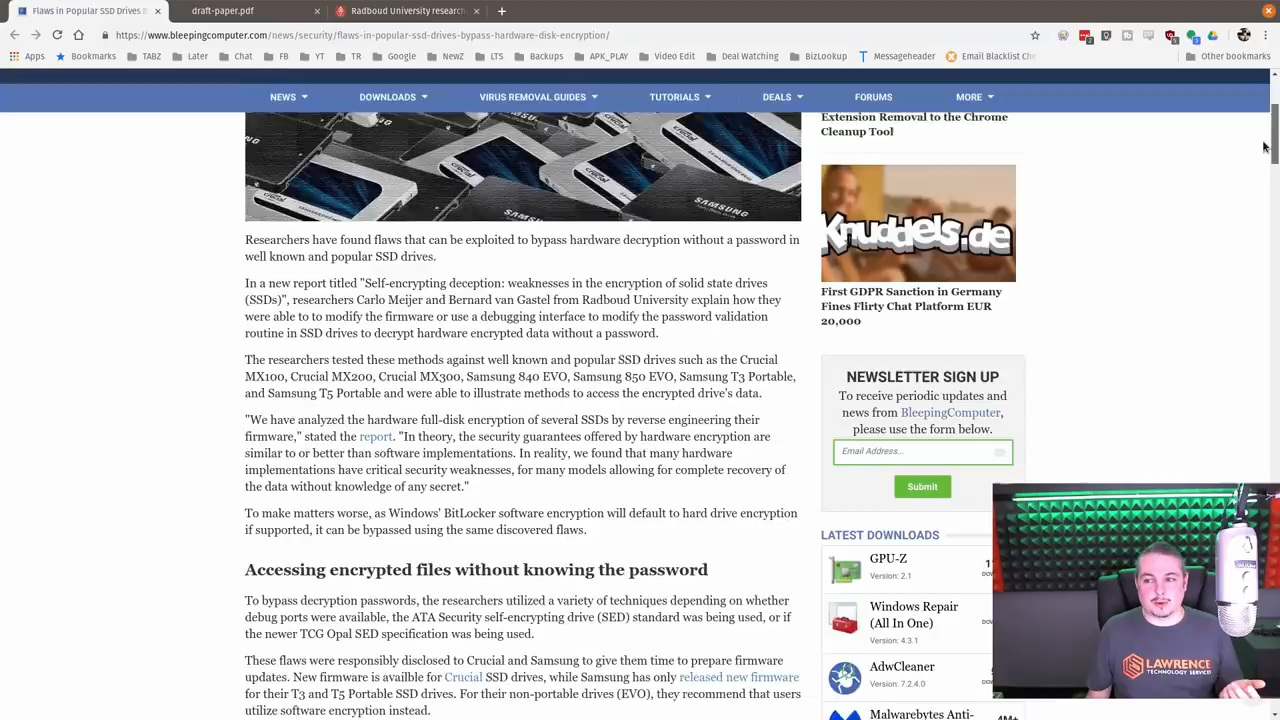 Flaws in Popular SSD Drives B
draft-paper.pdf
Radboud University research
https://www.bleepingcomputer.com/news/security/flaws-in-popular-ssd-drives-bypass-hardware-disk-encryption/
Apps Bookmarks TABZ Later Chat FB YT TR Google NewZ LTS Backups APK_PLAY Video Edit Deal Watching BizLookup Messageheader Email Blacklist Che Other bookmarks
NEWS DOWNLOADS VIRUS REMOVAL GUIDES TUTORIALS DEALS FORUMS MORE
crucial
SAMSUNG
SAMSUNG
Researchers have found flaws that can be exploited to bypass hardware decryption without a password in
well known and popular SSD drives.
In a new report titled "Self-encrypting deception: weaknesses in the encryption of solid state drives
(SSDs)", researchers Carlo Meijer and Bernard van Gastel from Radboud University explain how they
were able to to modify the firmware or use a debugging interface to modify the password validation
routine in SSD drives to decrypt hardware encrypted data without a password.
The researchers tested these methods against well known and popular SSD drives such as the Crucial
MX100, Crucial MX200, Crucial MX300, Samsung 840 EVO, Samsung 850 EVO, Samsung T3 Portable,
and Samsung T5 Portable and were able to illustrate methods to access the encrypted drive's data.
"We have analyzed the hardware full-disk encryption of several SSDs by reverse engineering their
firmware," stated the report. "In theory, the security guarantees offered by hardware encryption are
similar to or better than software implementations. In reality, we found that many hardware
implementations have critical security weaknesses, for many models allowing for complete recovery of
the data without knowledge of any secret."
To make matters worse, as Windows' BitLocker software encryption will default to hard drive encryption
if supported, it can be bypassed using the same discovered flaws.
Accessing encrypted files without knowing the password
To bypass decryption passwords, the researchers utilized a variety of techniques depending on whether
debug ports were available, the ATA Security self-encrypting drive (SED) standard was being used, or if
the newer TCG Opal SED specification was being used.
These flaws were responsibly disclosed to Crucial and Samsung to give them time to prepare firmware
updates. New firmware is availble for Crucial SSD drives, while Samsung has only released new firmware
for their T3 and T5 Portable SSD drives. For their non-portable drives (EVO), they recommend that users
utilize software encryption instead.
Extension Removal to the Chrome
Cleanup Tool
Knuddels.de
First GDPR Sanction in Germany
Fines Flirty Chat Platform EUR
20,000
NEWSLETTER SIGN UP
To receive periodic updates and
news from BleepingComputer,
please use the form below.
Email Address...
Submit
LATEST DOWNLOADS
GPU-Z
Version: 2.1
Windows Repair
(All In One)
Version: 4.3.1
AdwCleaner
Version: 7.2.4.0
Malwarebytes Anti-
4M+
LAWRENCE
TECHNOLOGY SERVICES